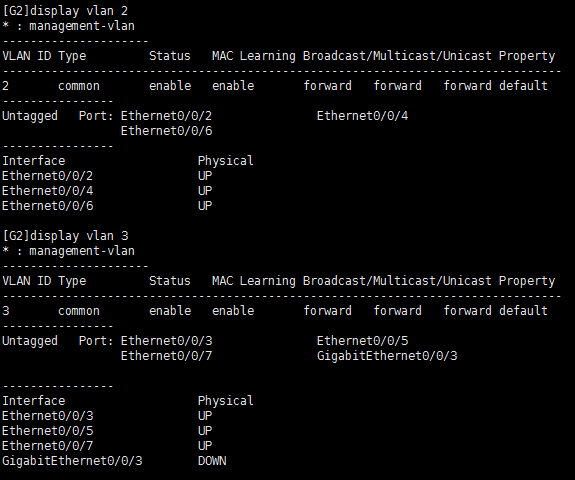 [G2]display vlan 2
* : management-vlan
---------------------
VLAN ID Type         Status   MAC Learning Broadcast/Multicast/Unicast Property
--------------------------------------------------------------------------------
2       common       enable   enable       forward   forward   forward default
----------------
Untagged   Port: Ethernet0/0/2               Ethernet0/0/4
                 Ethernet0/0/6
----------------
Interface                   Physical
Ethernet0/0/2               UP
Ethernet0/0/4               UP
Ethernet0/0/6               UP

[G2]display vlan 3
* : management-vlan
---------------------
VLAN ID Type         Status   MAC Learning Broadcast/Multicast/Unicast Property
--------------------------------------------------------------------------------
3       common       enable   enable       forward   forward   forward default
----------------
Untagged   Port: Ethernet0/0/3               Ethernet0/0/5
                 Ethernet0/0/7               GigabitEthernet0/0/3

----------------
Interface                   Physical
Ethernet0/0/3               UP
Ethernet0/0/5               UP
Ethernet0/0/7               UP
GigabitEthernet0/0/3        DOWN